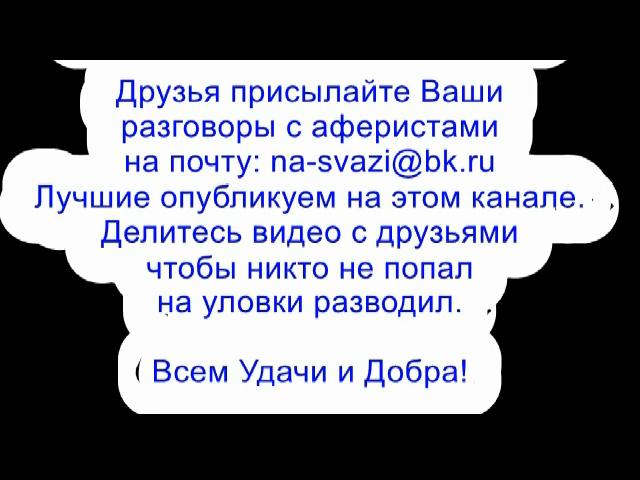 Друзья присылайте Ваши
разговоры с аферистами
на почту: na-svazi@bk.ru
Лучшие опубликуем на этом канале.
Делитесь видео с друзьями
чтобы никто не попал
на уловки разводил.
Всем Удачи и Добра!